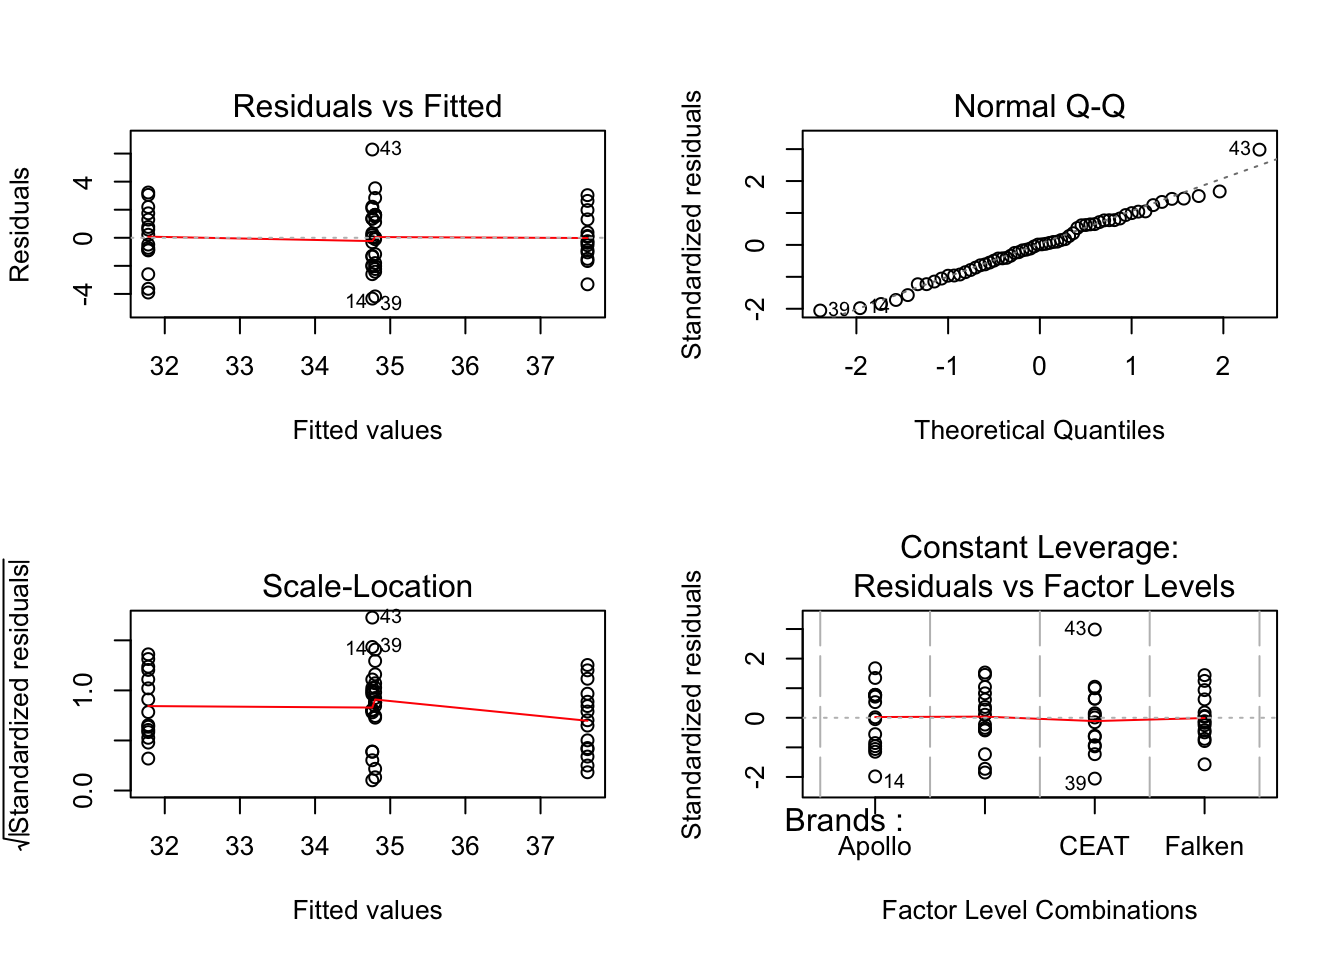 Residuals vs Fitted
Residuals
4
0
-4
43
14
39
32 33 34 35 36 37
Fitted values
Normal Q-Q
Standardized residuals
2
0
-2
43
39
14
-2 -1 0 1 2
Theoretical Quantiles
Scale-Location
√|Standardized residuals|
1.0
0.0
43
14
39
32 33 34 35 36 37
Fitted values
Constant Leverage:
Residuals vs Factor Levels
Standardized residuals
2
0
-2
43
14
39
Brands :
Apollo CEAT Falken
Factor Level Combinations